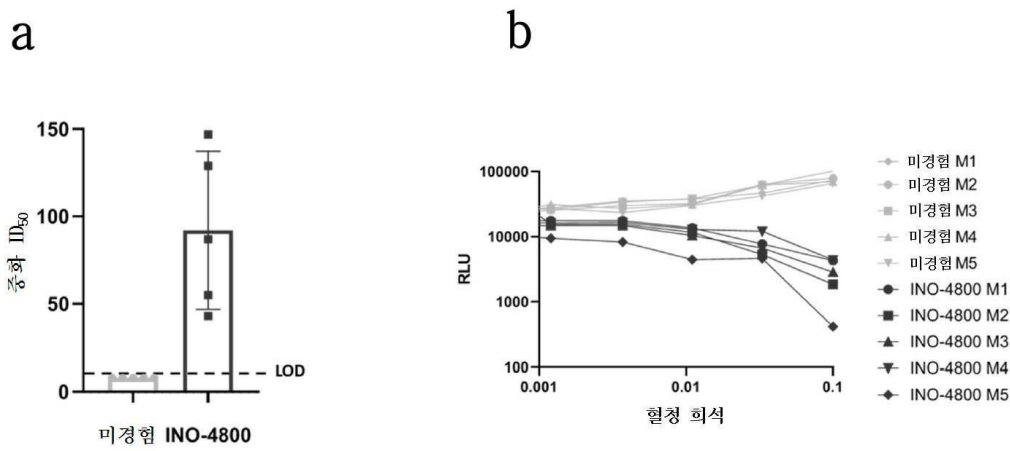 a
b
중화 ID50
150
100
50
0
LOD
미경험 INO-4800
RLU
100000
10000
1000
100
0.001
0.01
0.1
혈청 희석
미경험 M1
미경험 M2
미경험 M3
미경험 M4
미경험 M5
INO-4800 M1
INO-4800 M2
INO-4800 M3
INO-4800 M4
INO-4800 M5